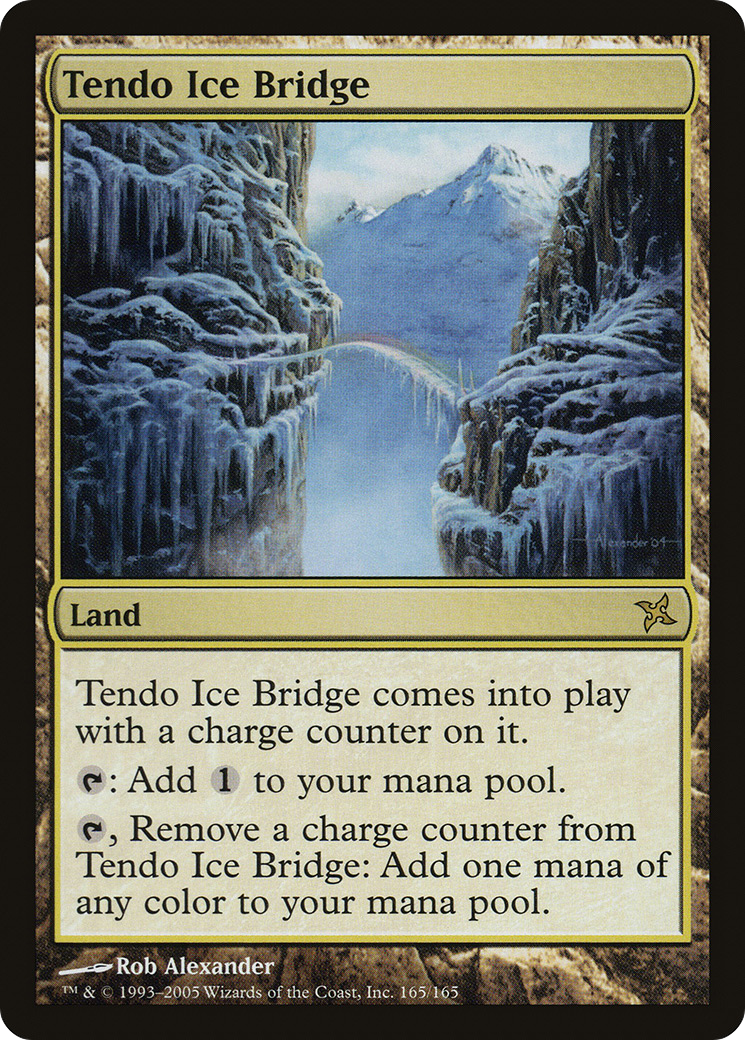 Tendo Ice Bridge
Alexander 04
Land
Tendo Ice Bridge comes into play
with a charge counter on it.
: Add 1 to your mana pool.
, Remove a charge counter from
Tendo Ice Bridge: Add one mana of
any color to your mana pool.
Rob Alexander
™ & © 1993–2005 Wizards of the Coast, Inc. 165/165